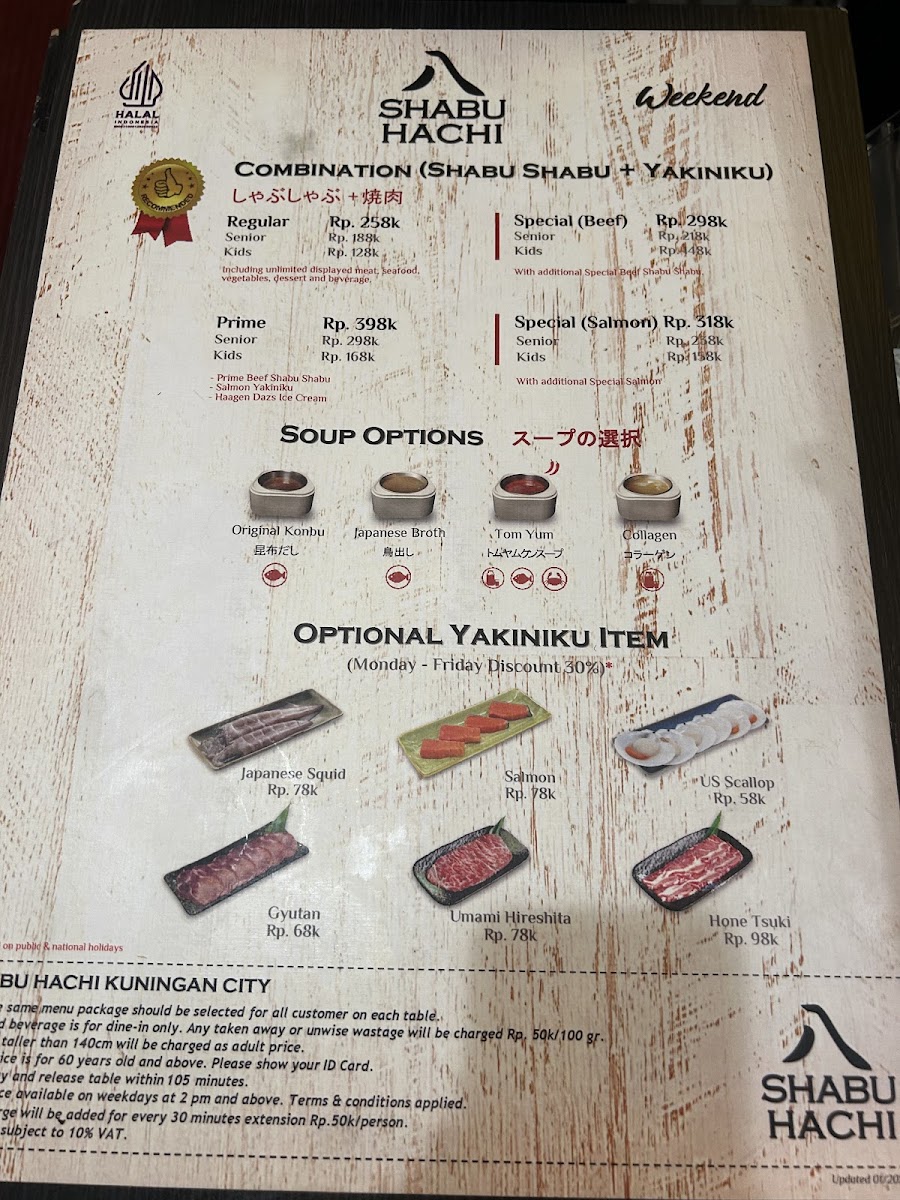 HALAL
INDONESIA
SHABU
HACHI
Weekend
RECOMMENDED
COMBINATION (SHABU SHABU + YAKINIKU)
しゃぶしゃぶ + 焼肉
Regular Rp. 258k
Senior Rp. 188k
Kids Rp. 128k
Including unlimited displayed meat, seafood,
vegetables, dessert and beverage.
Special (Beef) Rp. 298k
Senior Rp. 218k
Kids Rp. 148k
With additional Special Beef Shabu Shabu
Prime Rp. 398k
Senior Rp. 298k
Kids Rp. 168k
- Prime Beef Shabu Shabu
- Salmon Yakiniku
- Haagen Dazs Ice Cream
Special (Salmon) Rp. 318k
Senior Rp. 238k
Kids Rp. 158k
With additional Special Salmon
SOUP OPTIONS スープの選択
Original Konbu
昆布だし
Japanese Broth
鳥出し
Tom Yum
トムヤムクンスープ
Collagen
コラーゲン
OPTIONAL YAKINIKU ITEM
(Monday - Friday Discount 30%)*
Japanese Squid
Rp. 78k
Salmon
Rp. 78k
US Scallop
Rp. 58k
Gyutan
Rp. 68k
Umami Hireshita
Rp. 78k
Hone Tsuki
Rp. 98k
on public & national holidays
BU HACHI KUNINGAN CITY
same menu package should be selected for all customer on each table.
beverage is for dine-in only. Any taken away or unwise wastage will be charged Rp. 50k/100 gr.
taller than 140cm will be charged as adult price.
ice is for 60 years old and above. Please show your ID Card.
y and release table within 105 minutes.
ce available on weekdays at 2 pm and above. Terms & conditions applied.
rge will be added for every 30 minutes extension Rp.50k/person.
subject to 10% VAT.
SHABU
HACHI
Updated 01/20